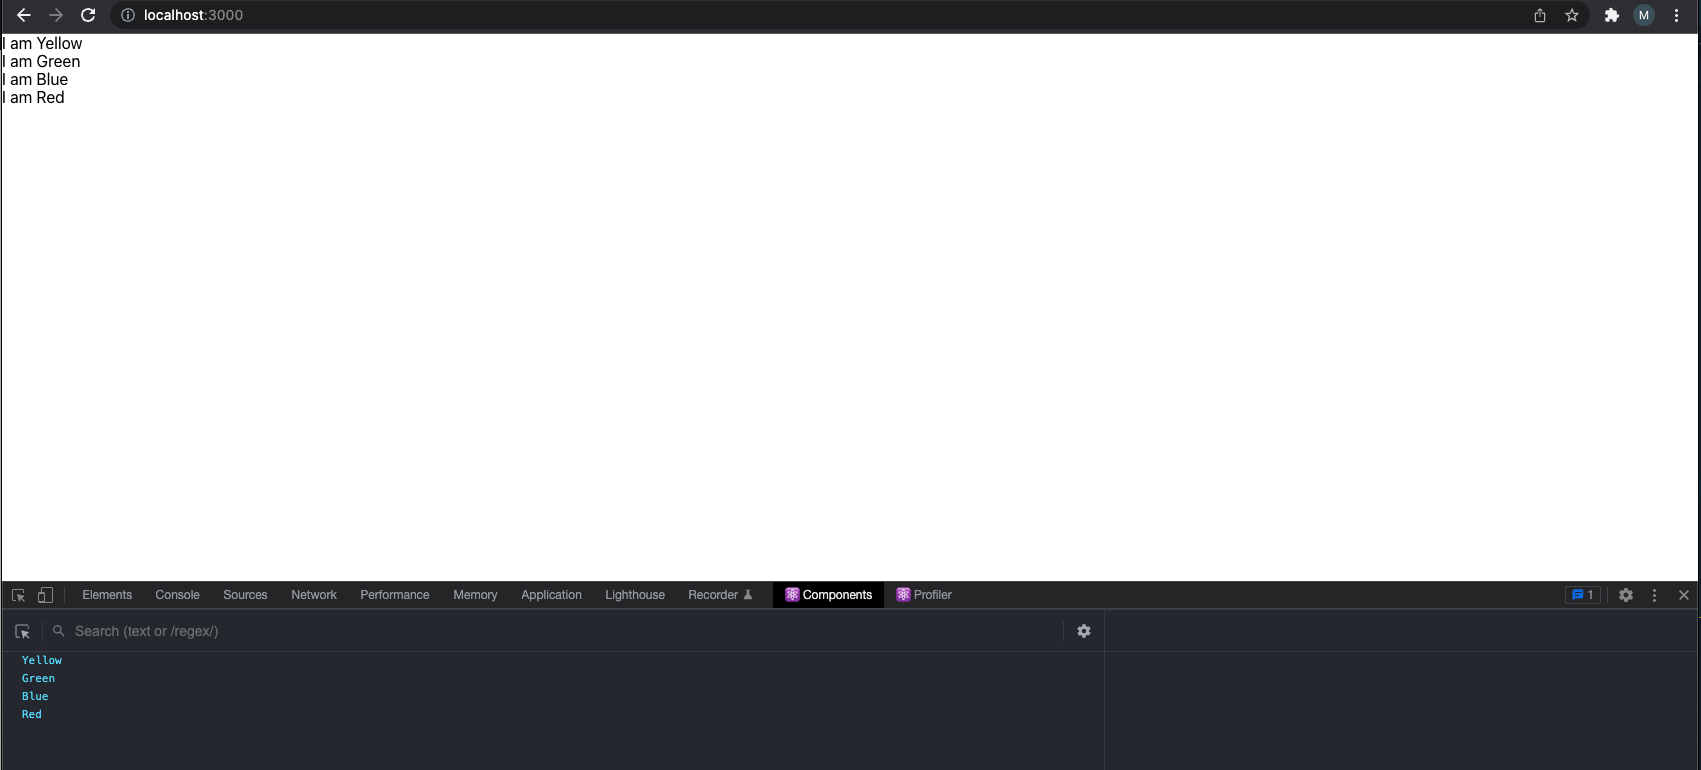 localhost:3000
M
I am Yellow
I am Green
I am Blue
I am Red
Elements Console Sources Network Performance Memory Application Lighthouse Recorder Components Profiler 1
Search (text or /regex/)
Yellow
Green
Blue
Red